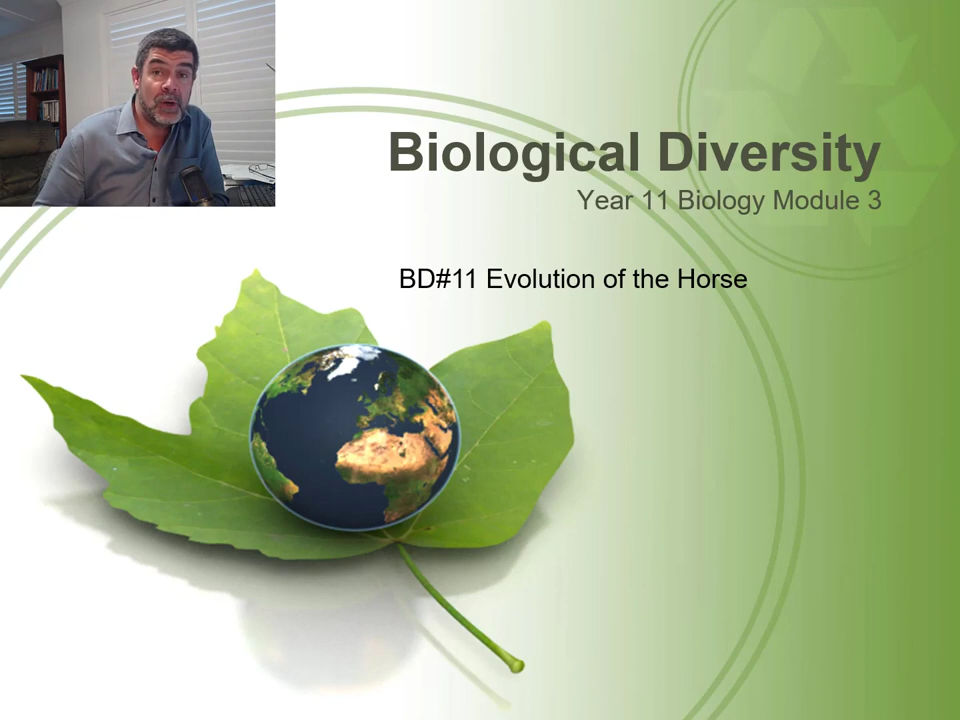 Biological Diversity
Year 11 Biology Module 3
BD#11 Evolution of the Horse